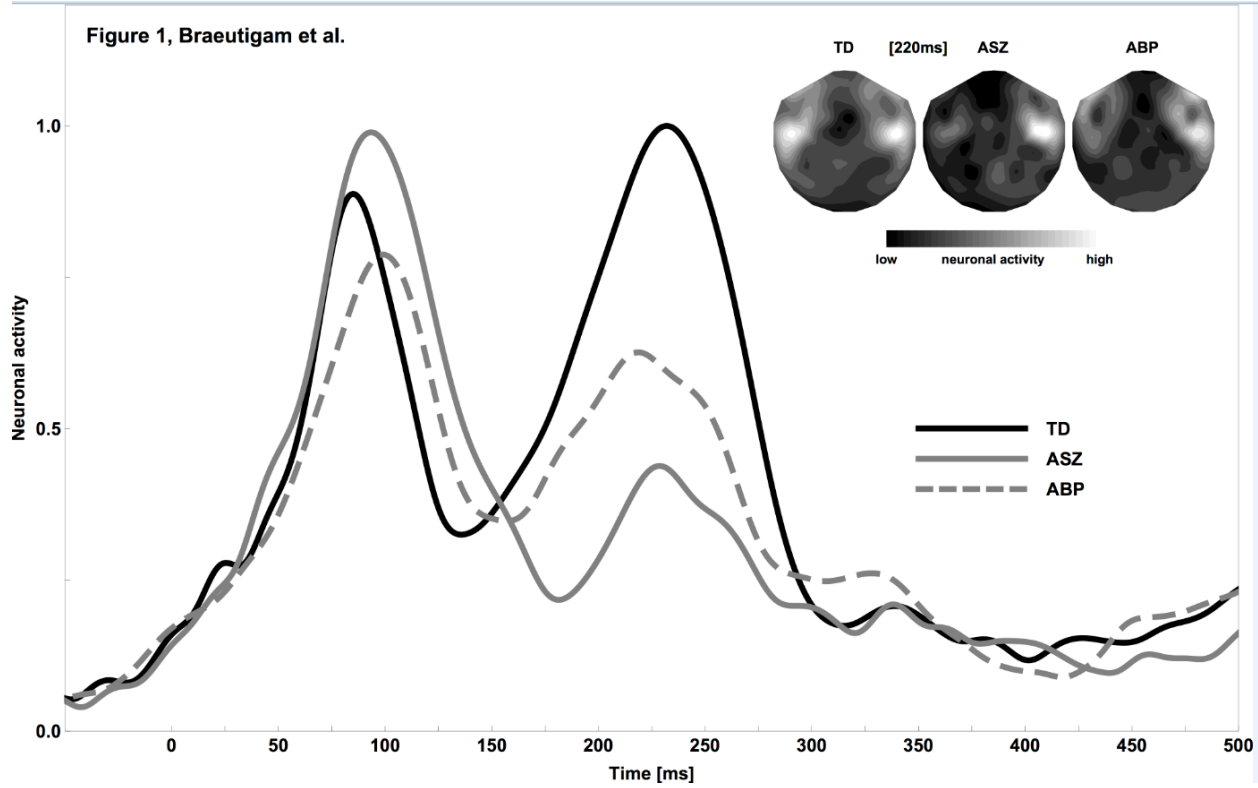 Figure 1, Braeutigam et al.
TD [220ms] ASZ ABP
low neuronal activity high
1.0
0.5
0.0
Neuronal activity
TD
ASZ
ABP
0 50 100 150 200 250 300 350 400 450 500
Time [ms]